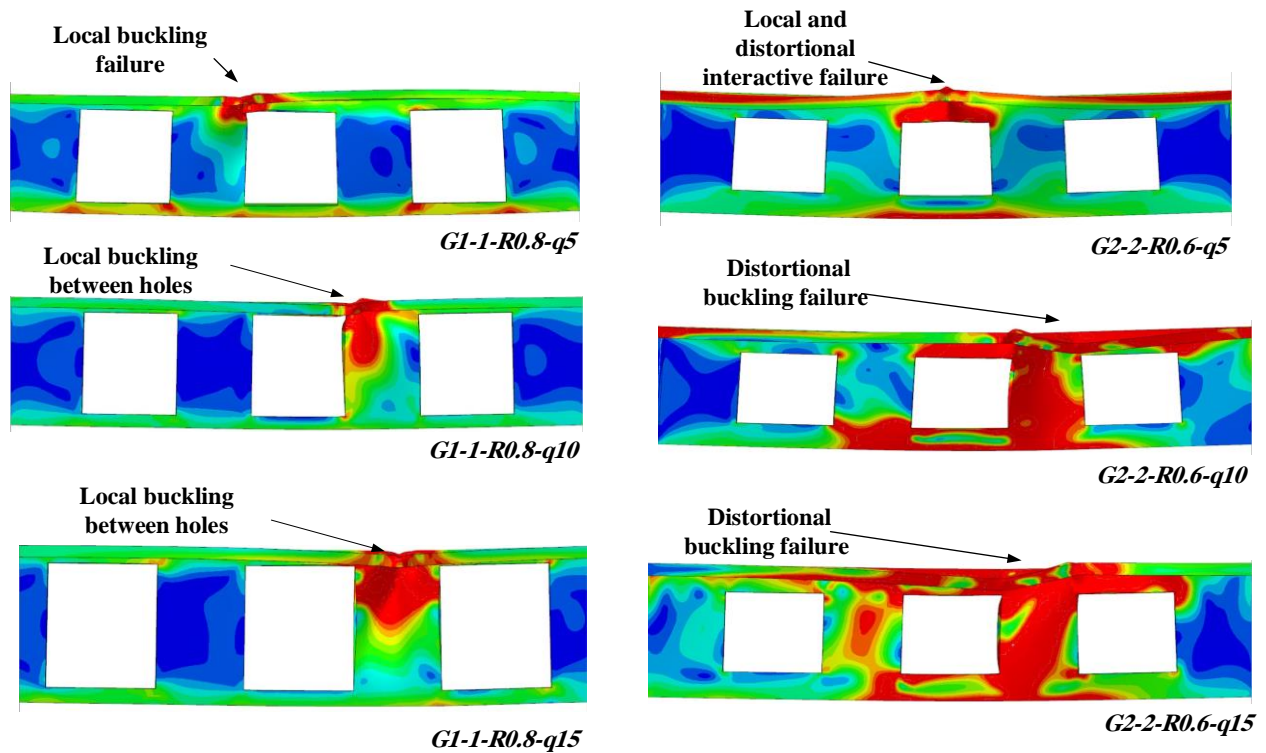 Local buckling
failure
G1-1-R0.8-q5
Local buckling
between holes
G1-1-R0.8-q10
Local buckling
between holes
G1-1-R0.8-q15
Local and
distortional
interactive failure
G2-2-R0.6-q5
Distortional
buckling failure
G2-2-R0.6-q10
Distortional
buckling failure
G2-2-R0.6-q15